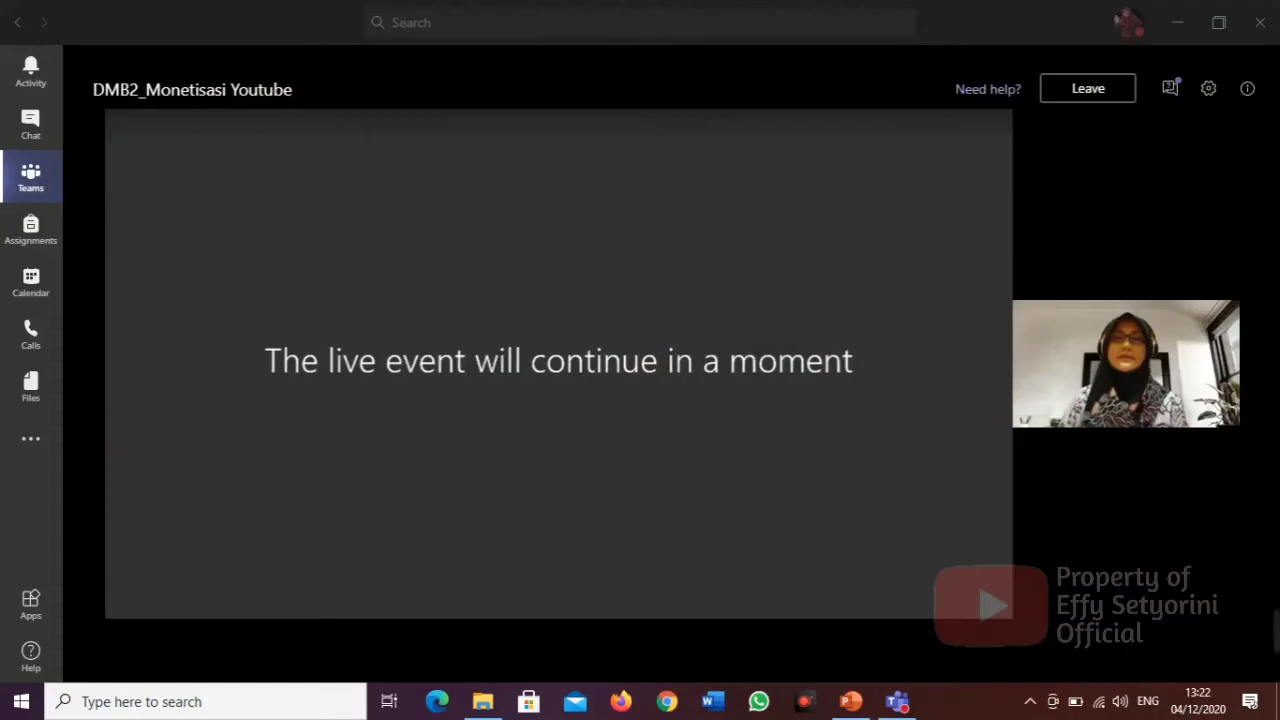 Search
Activity
Chat
Teams
Assignments
Calendar
Calls
Files
Apps
Help
DMB2_Monetisasi Youtube
Need help?
Leave
The live event will continue in a moment
Property of
Effy Setyorini
Official
Type here to search
ENG
13:22
04/12/2020